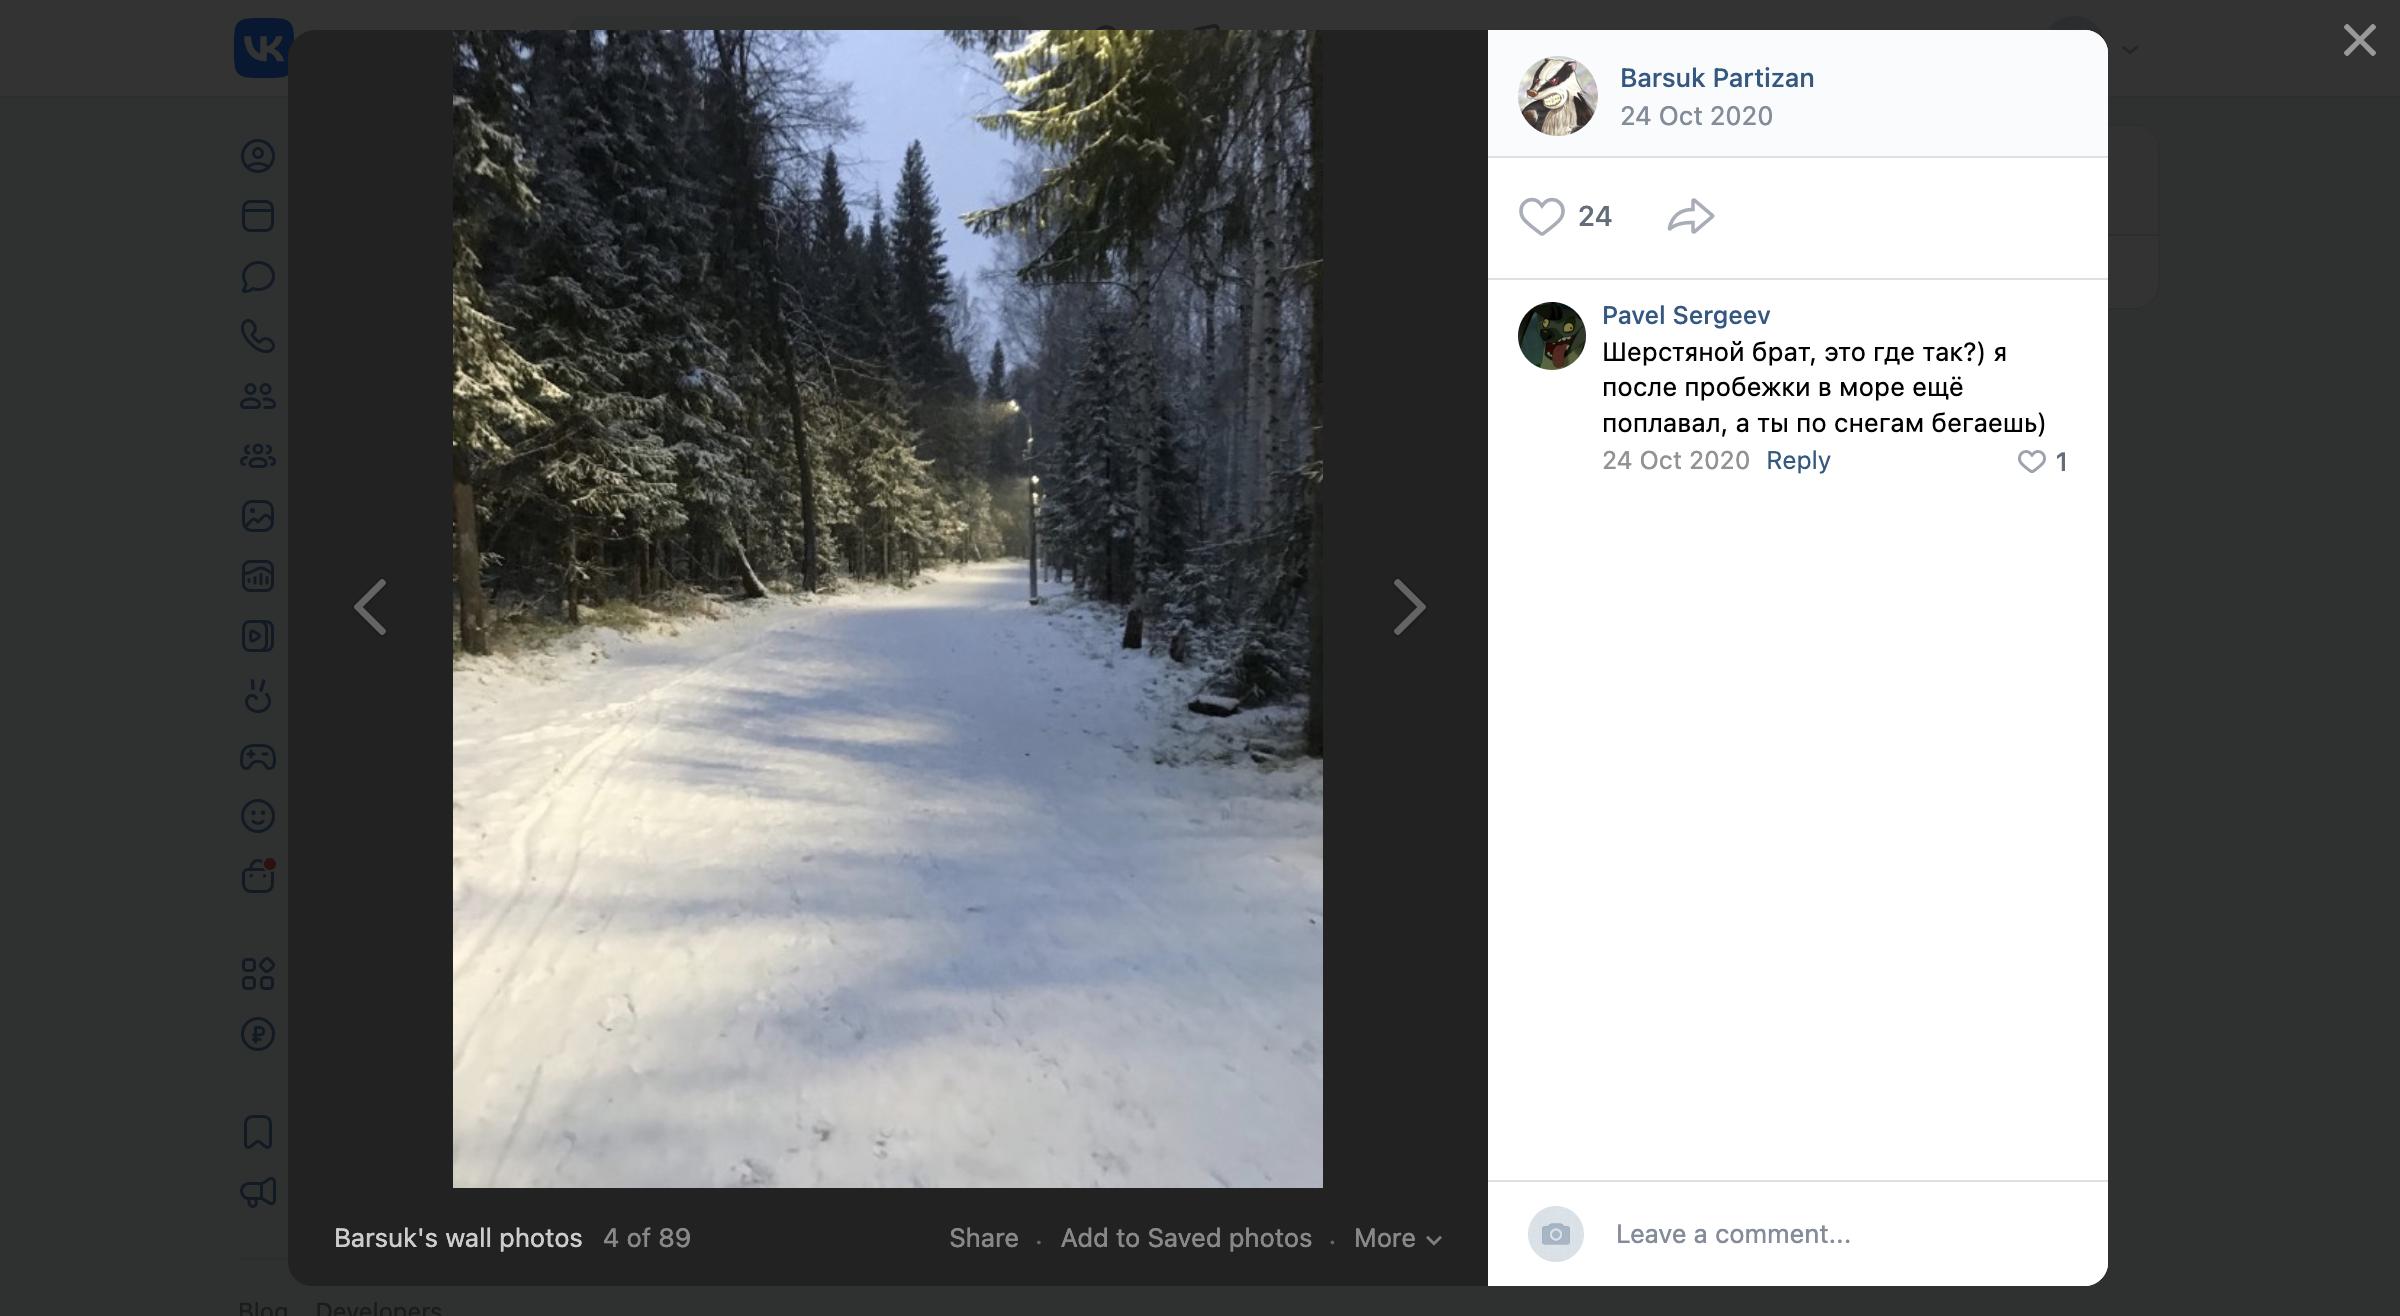 VK
Barsuk Partizan
24 Oct 2020
24
Pavel Sergeev
Шерстяной брат, это где так?) я
после пробежки в море ещё
поплавал, а ты по снегам бегаешь)
24 Oct 2020 Reply 1
Barsuk's wall photos 4 of 89 Share · Add to Saved photos · More
Leave a comment...
Blog Developers